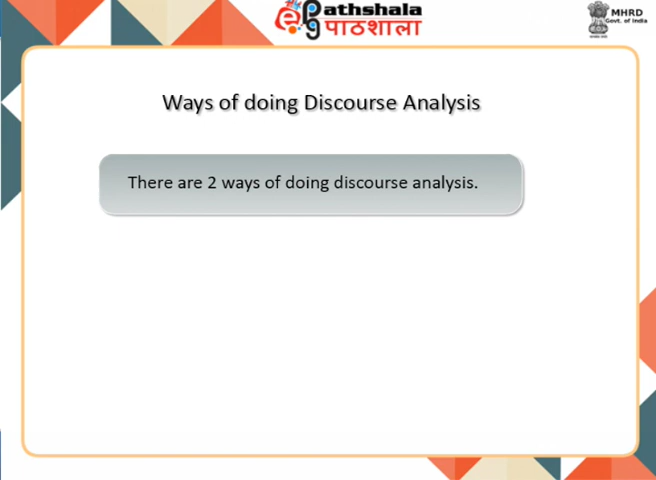 ePG Pathshala
पाठशाला
MHRD
Govt. of India
Ways of doing Discourse Analysis
There are 2 ways of doing discourse analysis.